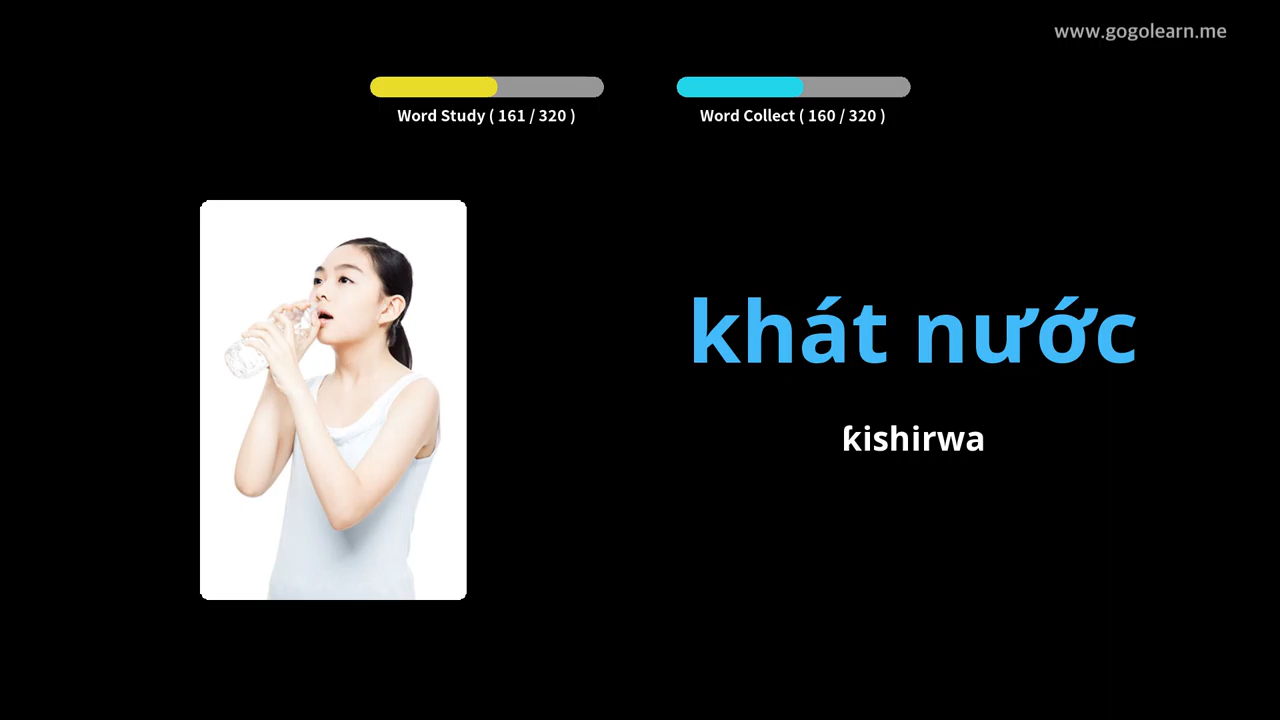 www.gogolearn.me
Word Study ( 161 / 320 )
Word Collect ( 160 / 320 )
khát nước
ƙishirwa